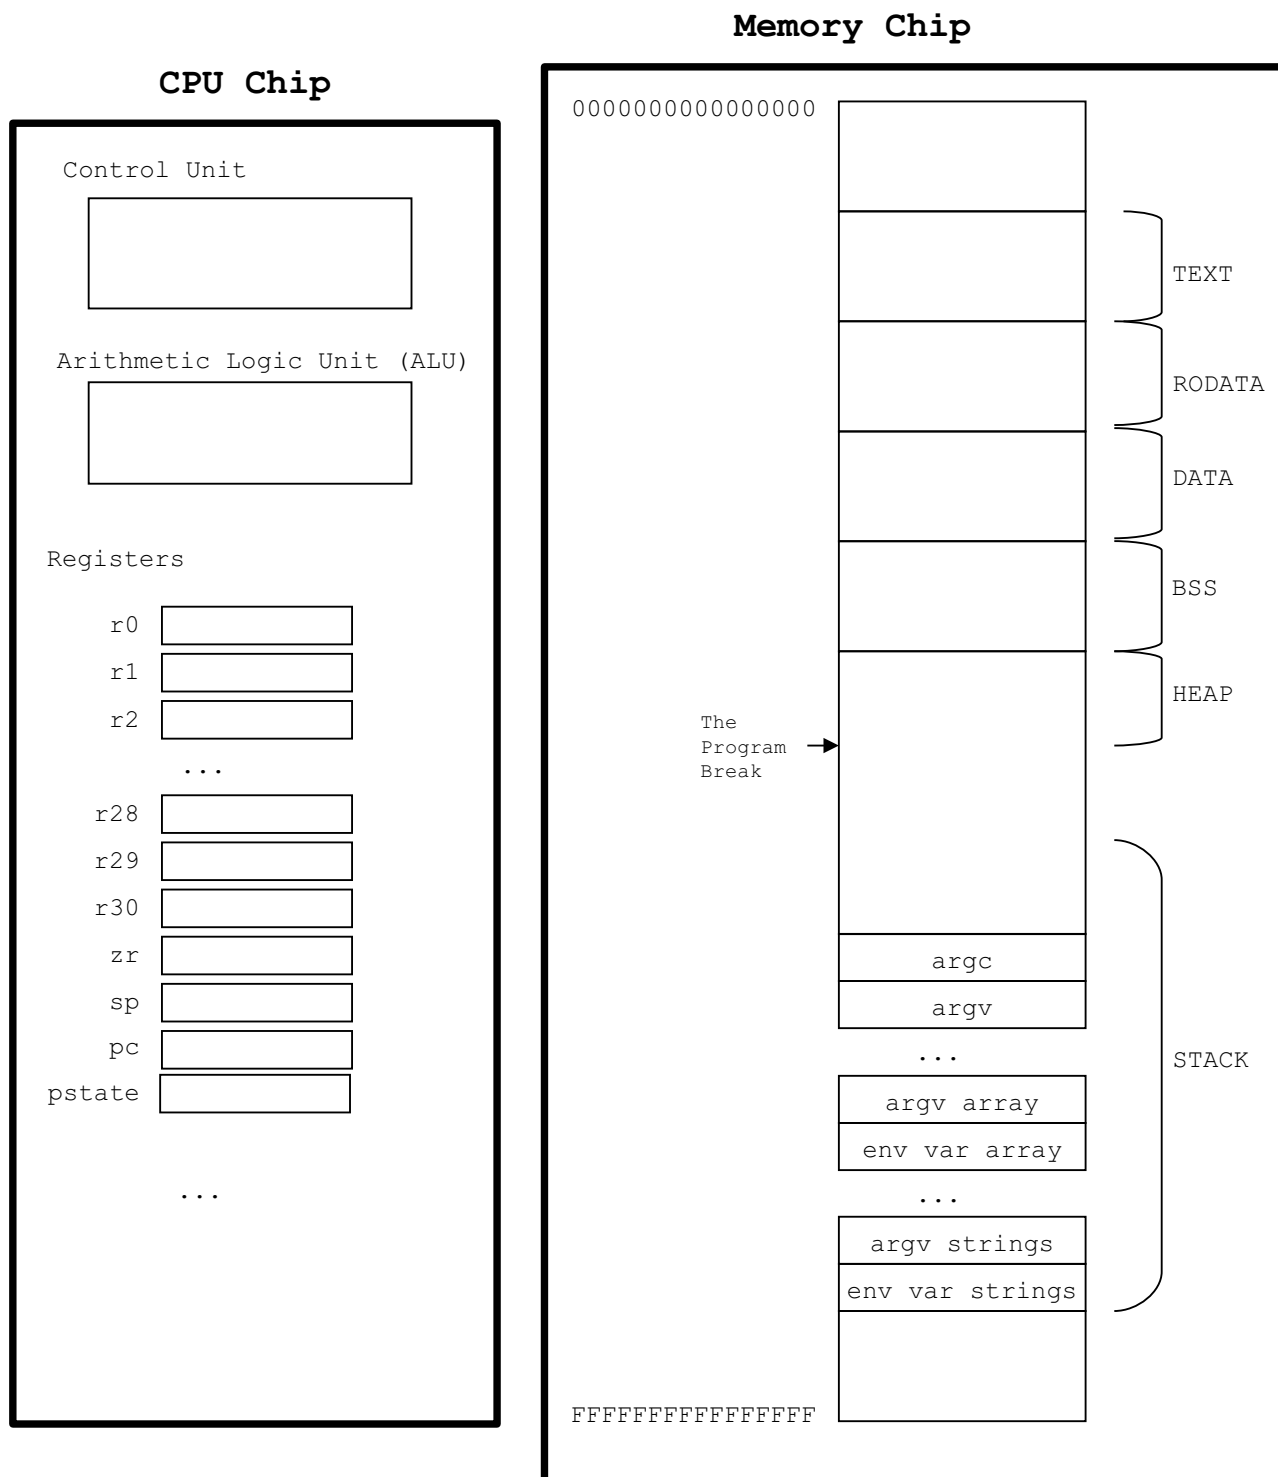 Memory Chip
CPU Chip
0000000000000000
Control Unit
TEXT
Arithmetic Logic Unit (ALU)
RODATA
DATA
Registers
BSS
r0
r1
HEAP
r2
The
Program
Break
...
r28
r29
r30
zr
argc
sp
argv
pc
...
STACK
pstate
argv array
env var array
...
...
argv strings
env var strings
FFFFFFFFFFFFFFFF